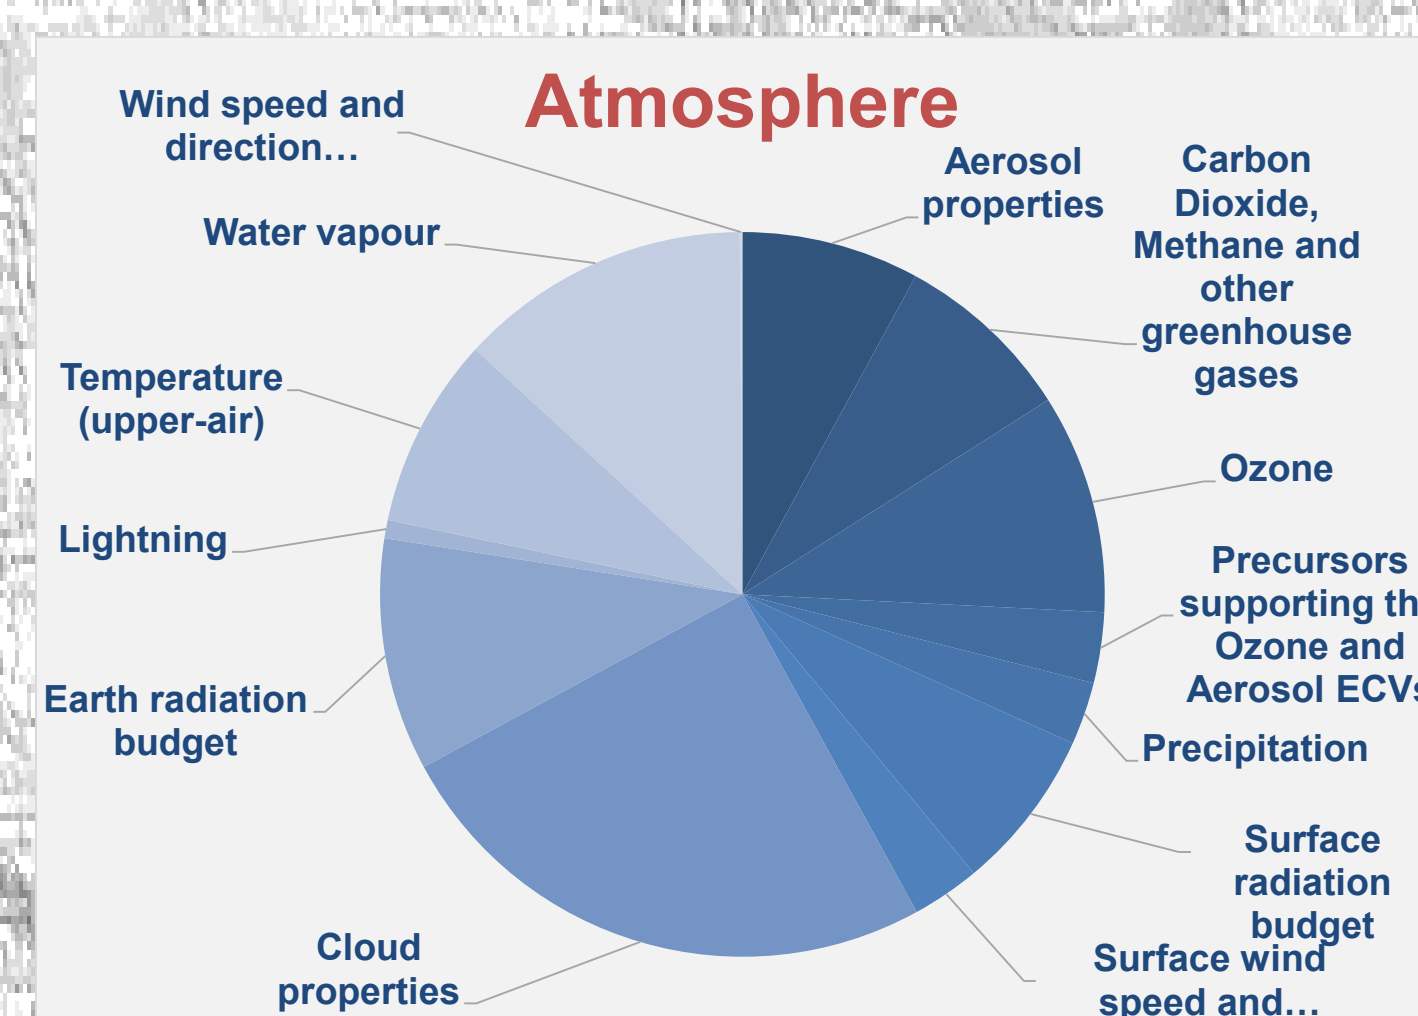 Atmosphere
Wind speed and
direction…
Water vapour
Temperature
(upper-air)
Lightning
Earth radiation
budget
Cloud
properties
Aerosol
properties
Carbon
Dioxide,
Methane and
other
greenhouse
gases
Ozone
Precursors
supporting th
Ozone and
Aerosol ECVs
Precipitation
Surface
radiation
budget
Surface wind
speed and…